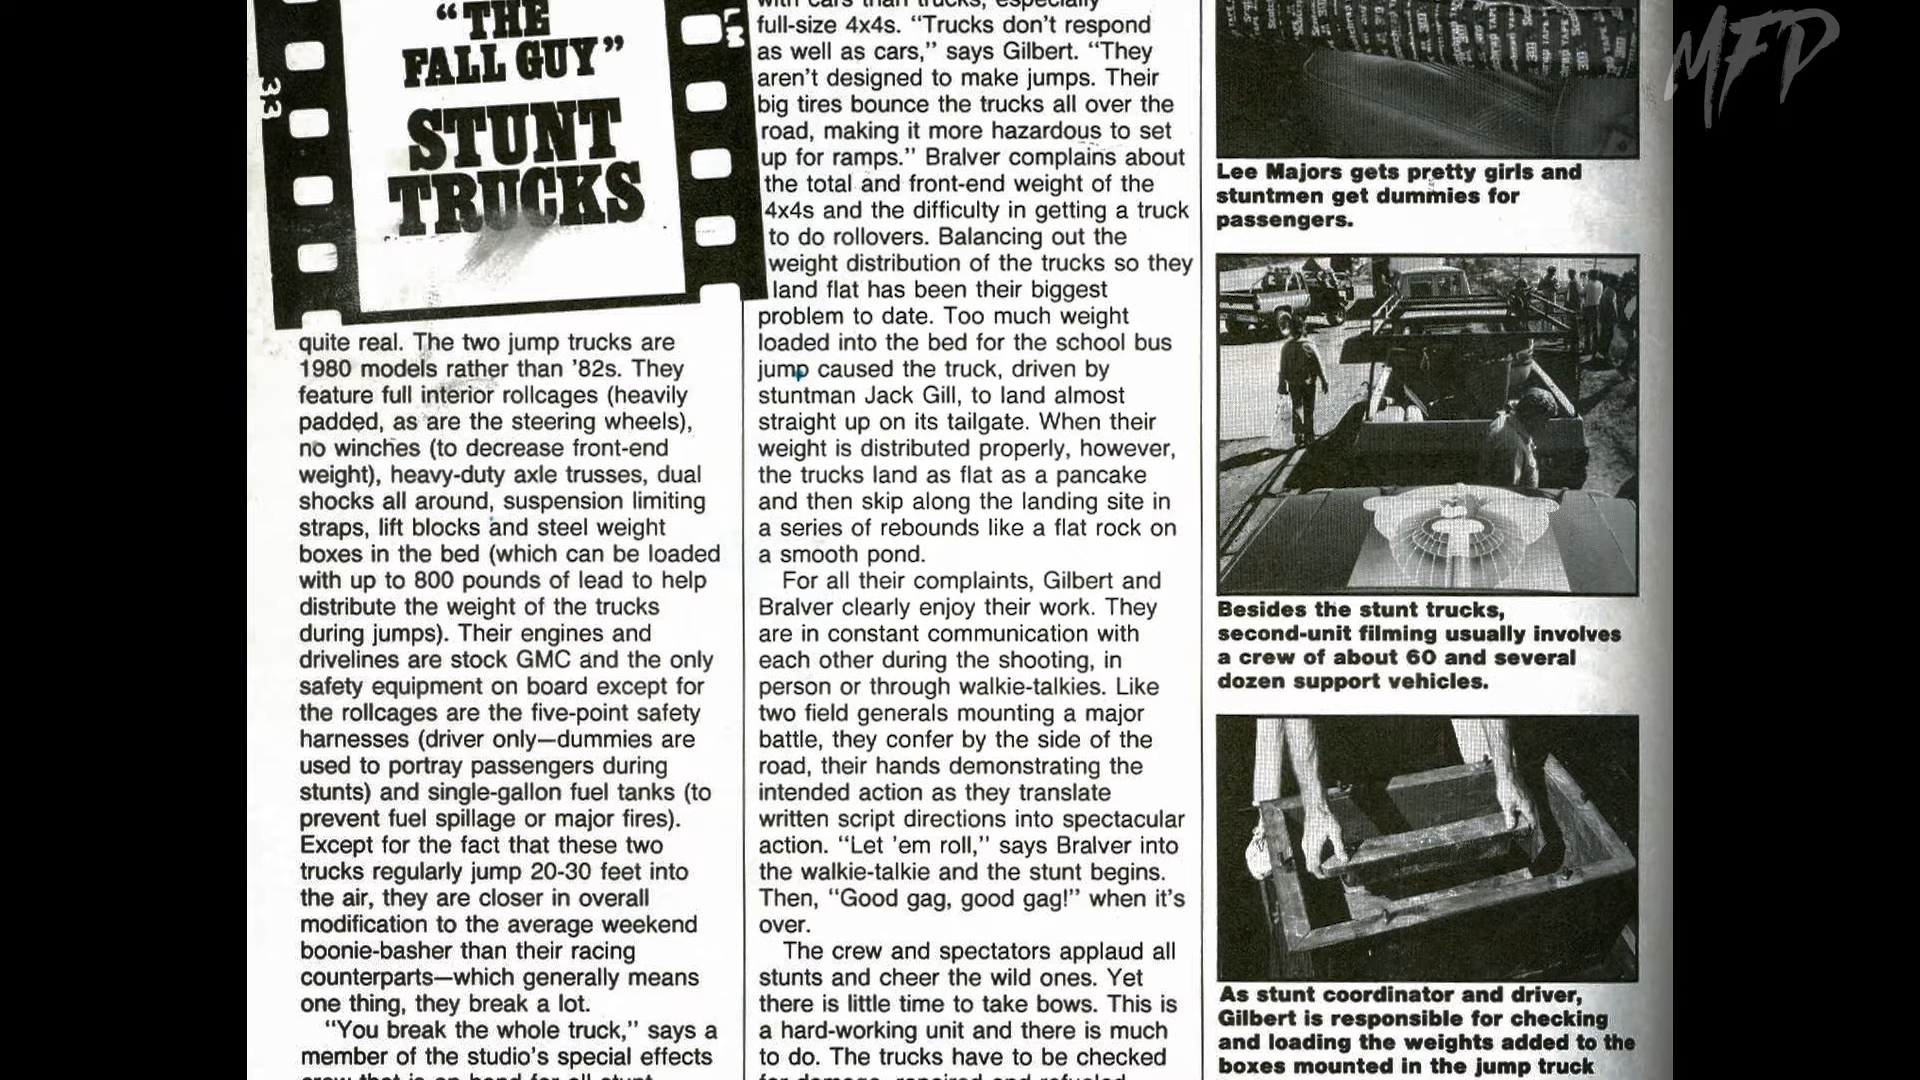 “THE
FALL GUY”
STUNT
TRUCKS
33
LM
quite real. The two jump trucks are
1980 models rather than ’82s. They
feature full interior rollcages (heavily
padded, as are the steering wheels),
no winches (to decrease front-end
weight), heavy-duty axle trusses, dual
shocks all around, suspension limiting
straps, lift blocks and steel weight
boxes in the bed (which can be loaded
with up to 800 pounds of lead to help
distribute the weight of the trucks
during jumps). Their engines and
drivelines are stock GMC and the only
safety equipment on board except for
the rollcages are the five-point safety
harnesses (driver only—dummies are
used to portray passengers during
stunts) and single-gallon fuel tanks (to
prevent fuel spillage or major fires).
Except for the fact that these two
trucks regularly jump 20-30 feet into
the air, they are closer in overall
modification to the average weekend
boonie-basher than their racing
counterparts—which generally means
one thing, they break a lot.
“You break the whole truck,” says a
member of the studio’s special effects
with cars than trucks, especially
full-size 4x4s. “Trucks don’t respond
as well as cars,” says Gilbert. “They
aren’t designed to make jumps. Their
big tires bounce the trucks all over the
road, making it more hazardous to set
up for ramps.” Bralver complains about
the total and front-end weight of the
4x4s and the difficulty in getting a truck
to do rollovers. Balancing out the
weight distribution of the trucks so they
land flat has been their biggest
problem to date. Too much weight
loaded into the bed for the school bus
jump caused the truck, driven by
stuntman Jack Gill, to land almost
straight up on its tailgate. When their
weight is distributed properly, however,
the trucks land as flat as a pancake
and then skip along the landing site in
a series of rebounds like a flat rock on
a smooth pond.
For all their complaints, Gilbert and
Bralver clearly enjoy their work. They
are in constant communication with
each other during the shooting, in
person or through walkie-talkies. Like
two field generals mounting a major
battle, they confer by the side of the
road, their hands demonstrating the
intended action as they translate
written script directions into spectacular
action. “Let ’em roll,” says Bralver into
the walkie-talkie and the stunt begins.
Then, “Good gag, good gag!” when it’s
over.
The crew and spectators applaud all
stunts and cheer the wild ones. Yet
there is little time to take bows. This is
a hard-working unit and there is much
to do. The trucks have to be checked
Lee Majors gets pretty girls and
stuntmen get dummies for
passengers.
Besides the stunt trucks,
second-unit filming usually involves
a crew of about 60 and several
dozen support vehicles.
As stunt coordinator and driver,
Gilbert is responsible for checking
and loading the weights added to the
boxes mounted in the jump truck
MFD